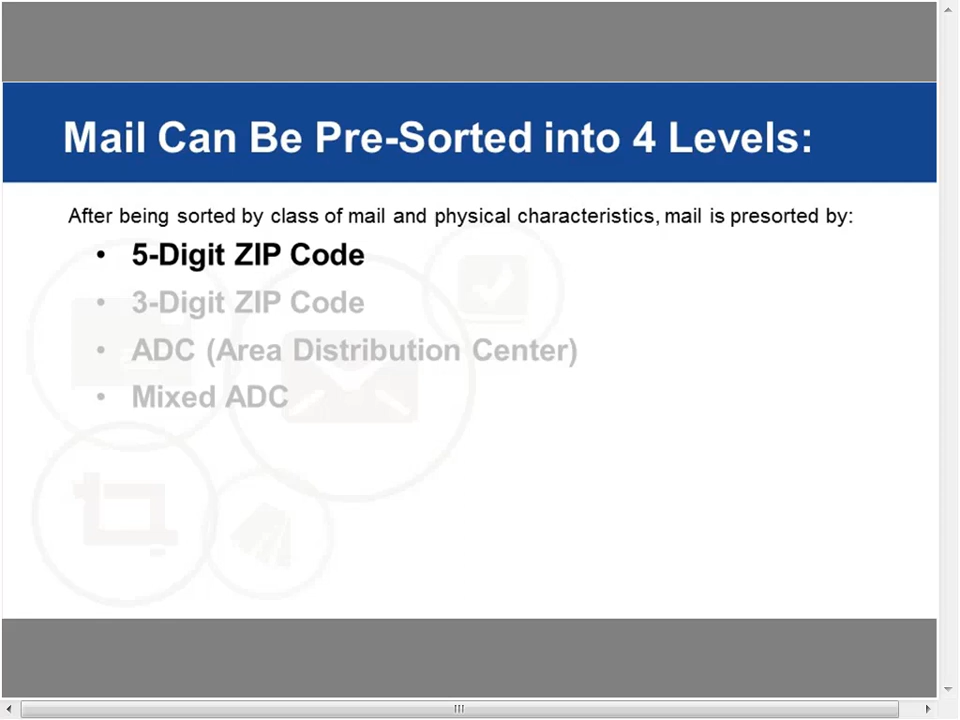 Mail Can Be Pre-Sorted into 4 Levels:
After being sorted by class of mail and physical characteristics, mail is presorted by:
• 5-Digit ZIP Code
• 3-Digit ZIP Code
• ADC (Area Distribution Center)
• Mixed ADC